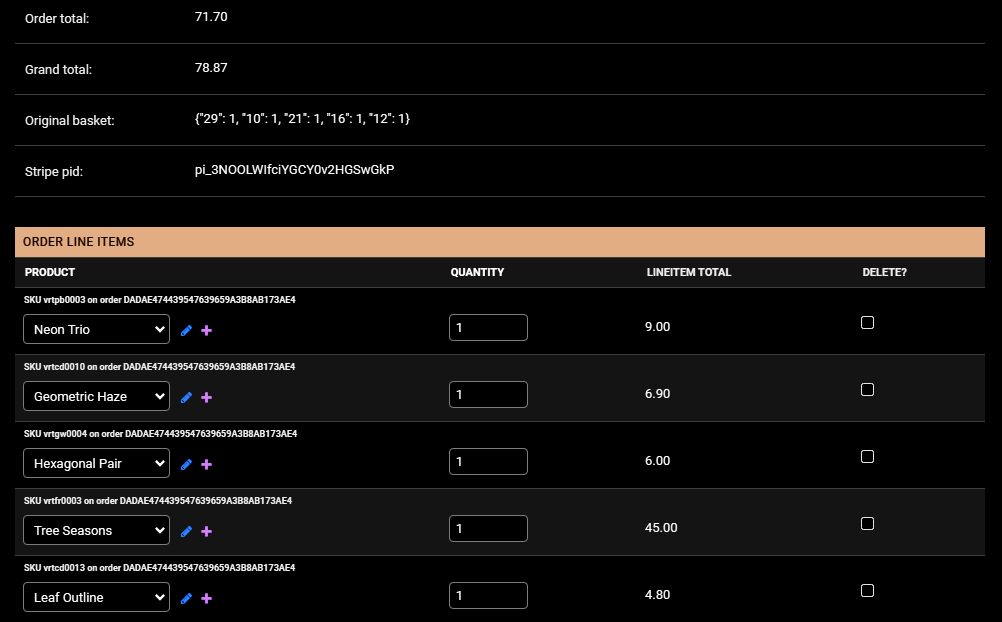 Order total: 71.70
Grand total: 78.87
Original basket: {"29": 1, "10": 1, "21": 1, "16": 1, "12": 1}
Stripe pid: pi_3NOOLWIfciYGCY0v2HGSwGkP
ORDER LINE ITEMS
PRODUCT QUANTITY LINEITEM TOTAL DELETE?
SKU vrtpb0003 on order DADAE474439547639659A3B8AB173AE4
Neon Trio 1 9.00
SKU vrtcd0010 on order DADAE474439547639659A3B8AB173AE4
Geometric Haze 1 6.90
SKU vrtgw0004 on order DADAE474439547639659A3B8AB173AE4
Hexagonal Pair 1 6.00
SKU vrtfr0003 on order DADAE474439547639659A3B8AB173AE4
Tree Seasons 1 45.00
SKU vrtcd0013 on order DADAE474439547639659A3B8AB173AE4
Leaf Outline 1 4.80